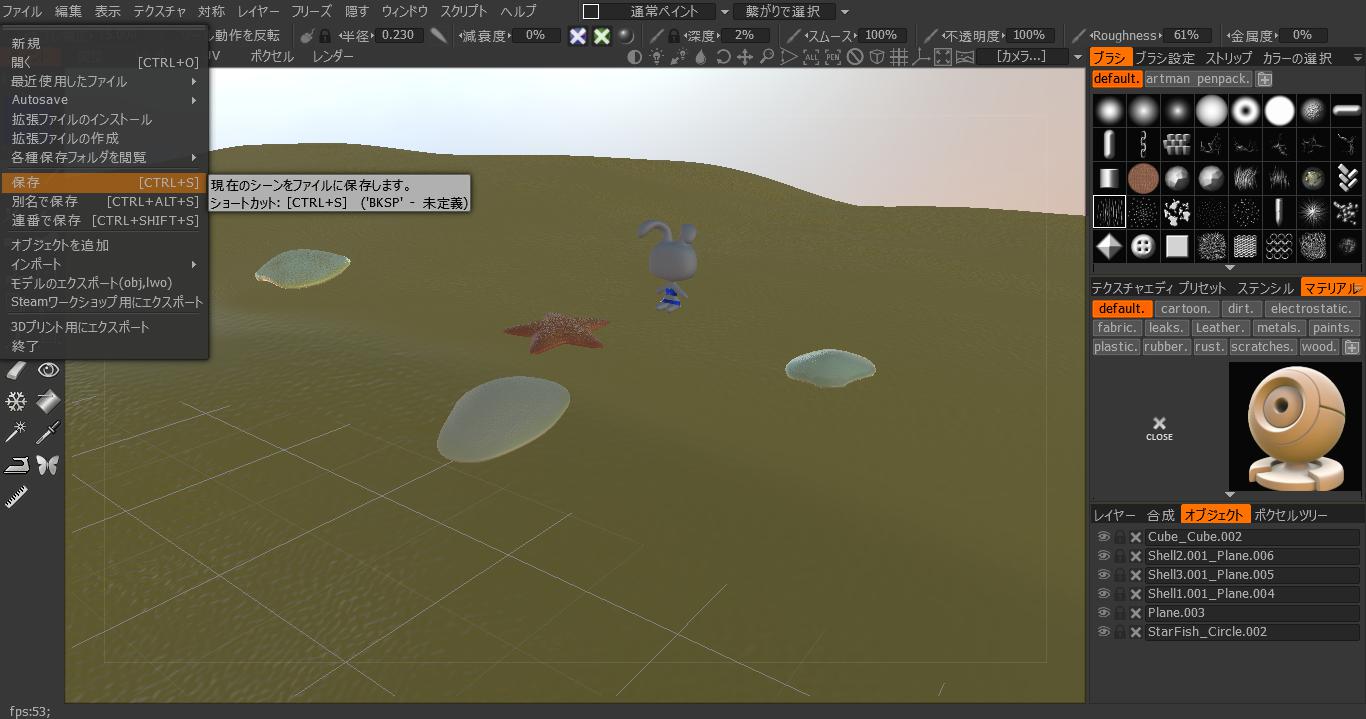 ファイル 編集 表示 テクスチャ 対称 レイヤー フリーズ 隠す ウィンドウ スクリプト ヘルプ 通常ペイント 繋がりで選択
動作を反転 半径 0.230 減衰度 0% 深度 2% スムース 100% 不透明度 100% Roughness 61% 金属度 0%
ボクセル レンダー ALL PEN [カメラ...]
新規
開く [CTRL+O]
最近使用したファイル
Autosave
拡張ファイルのインストール
拡張ファイルの作成
各種保存フォルダを閲覧
保存 [CTRL+S]
別名で保存 [CTRL+ALT+S]
連番で保存 [CTRL+SHIFT+S]
オブジェクトを追加
インポート
モデルのエクスポート(obj,lwo)
Steamワークショップ用にエクスポート
3Dプリント用にエクスポート
終了
現在のシーンをファイルに保存します。
ショートカット: [CTRL+S] ('BKSP' - 未定義)
ブラシ ブラシ設定 ストリップ カラーの選択
default. artman penpack.
テクスチャエディ プリセット ステンシル マテリアル
default. cartoon. dirt. electrostatic.
fabric. leaks. Leather. metals. paints.
plastic. rubber. rust. scratches. wood.
CLOSE
レイヤー 合成 オブジェクト ボクセルツリー
Cube_Cube.002
Shell2.001_Plane.006
Shell3.001_Plane.005
Shell1.001_Plane.004
Plane.003
StarFish_Circle.002
fps:53;